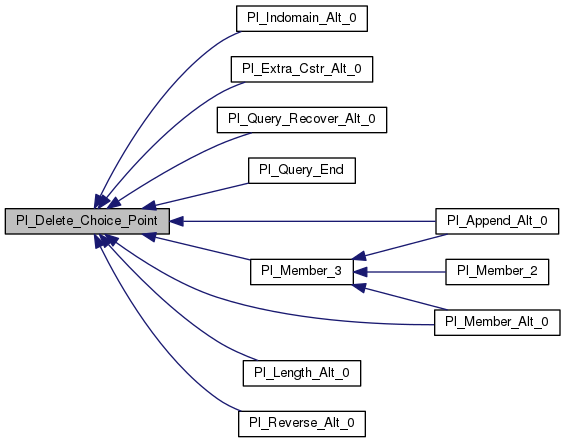 Pl_Indomain_Alt_0
Pl_Extra_Cstr_Alt_0
Pl_Query_Recover_Alt_0
Pl_Query_End
Pl_Delete_Choice_Point
Pl_Append_Alt_0
Pl_Member_3
Pl_Member_2
Pl_Member_Alt_0
Pl_Length_Alt_0
Pl_Reverse_Alt_0